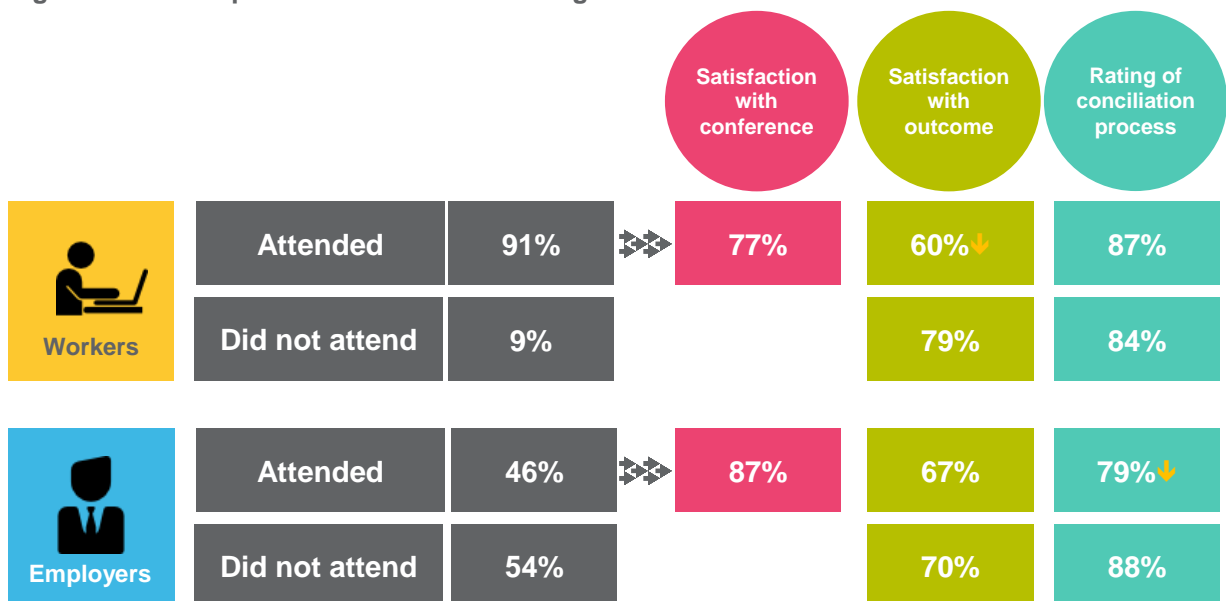 Satisfaction
with
conference
Satisfaction
with
outcome
Rating of
conciliation
process
Workers
Attended 91% 77% 60% 87%
Did not attend 9% 79% 84%
Employers
Attended 46% 87% 67% 79%
Did not attend 54% 70% 88%